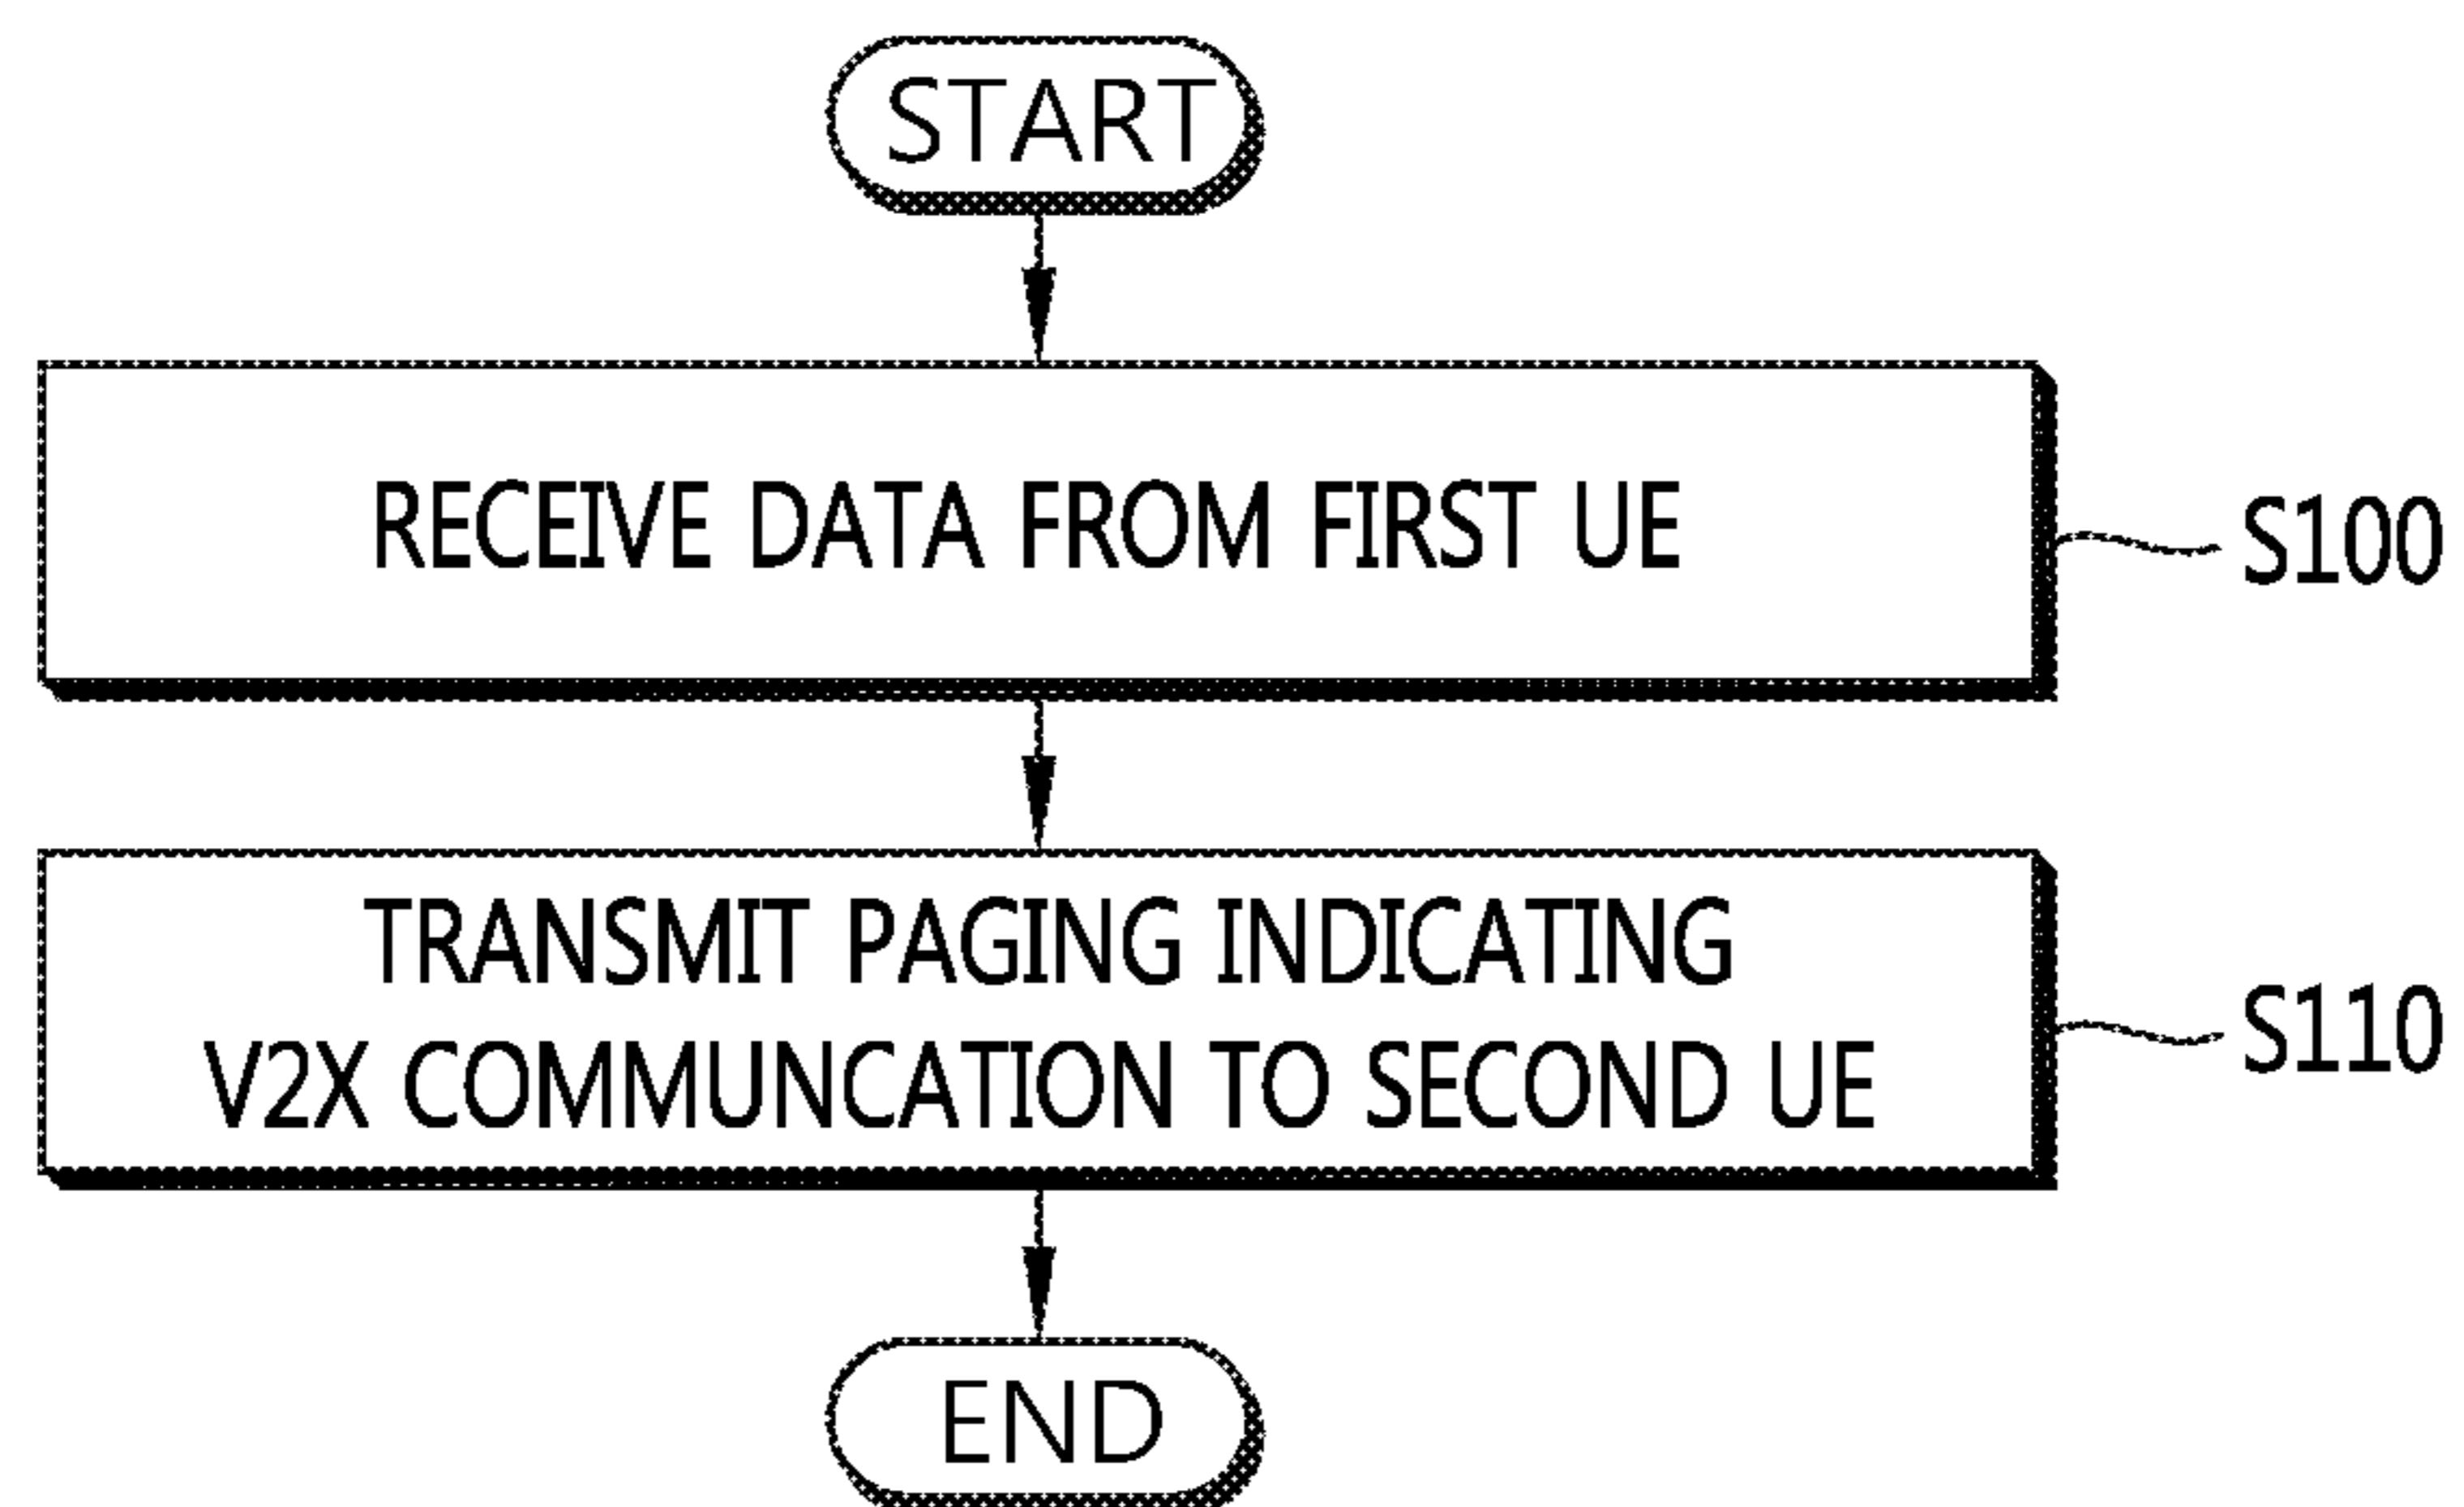 START
RECEIVE DATA FROM FIRST UE
S100
TRANSMIT PAGING INDICATING
V2X COMMUNCATION TO SECOND UE
S110
END